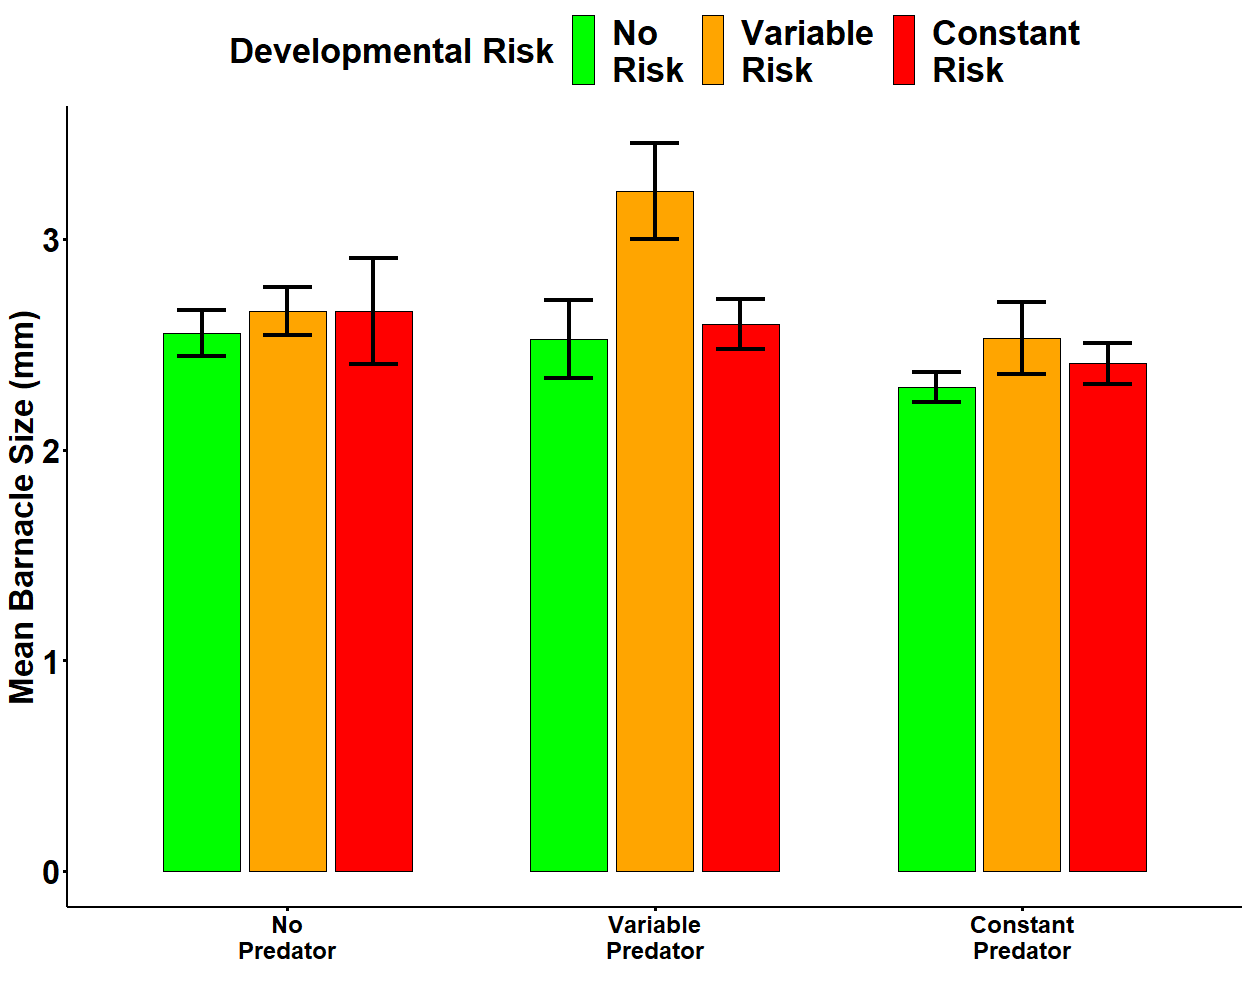 Developmental Risk
No
Risk
Variable
Risk
Constant
Risk
Mean Barnacle Size (mm)
3
2
1
0
No
Predator
Variable
Predator
Constant
Predator